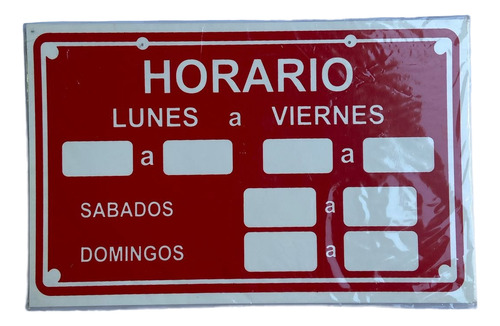 HORARIO
LUNES a VIERNES
a a
SABADOS a
DOMINGOS a